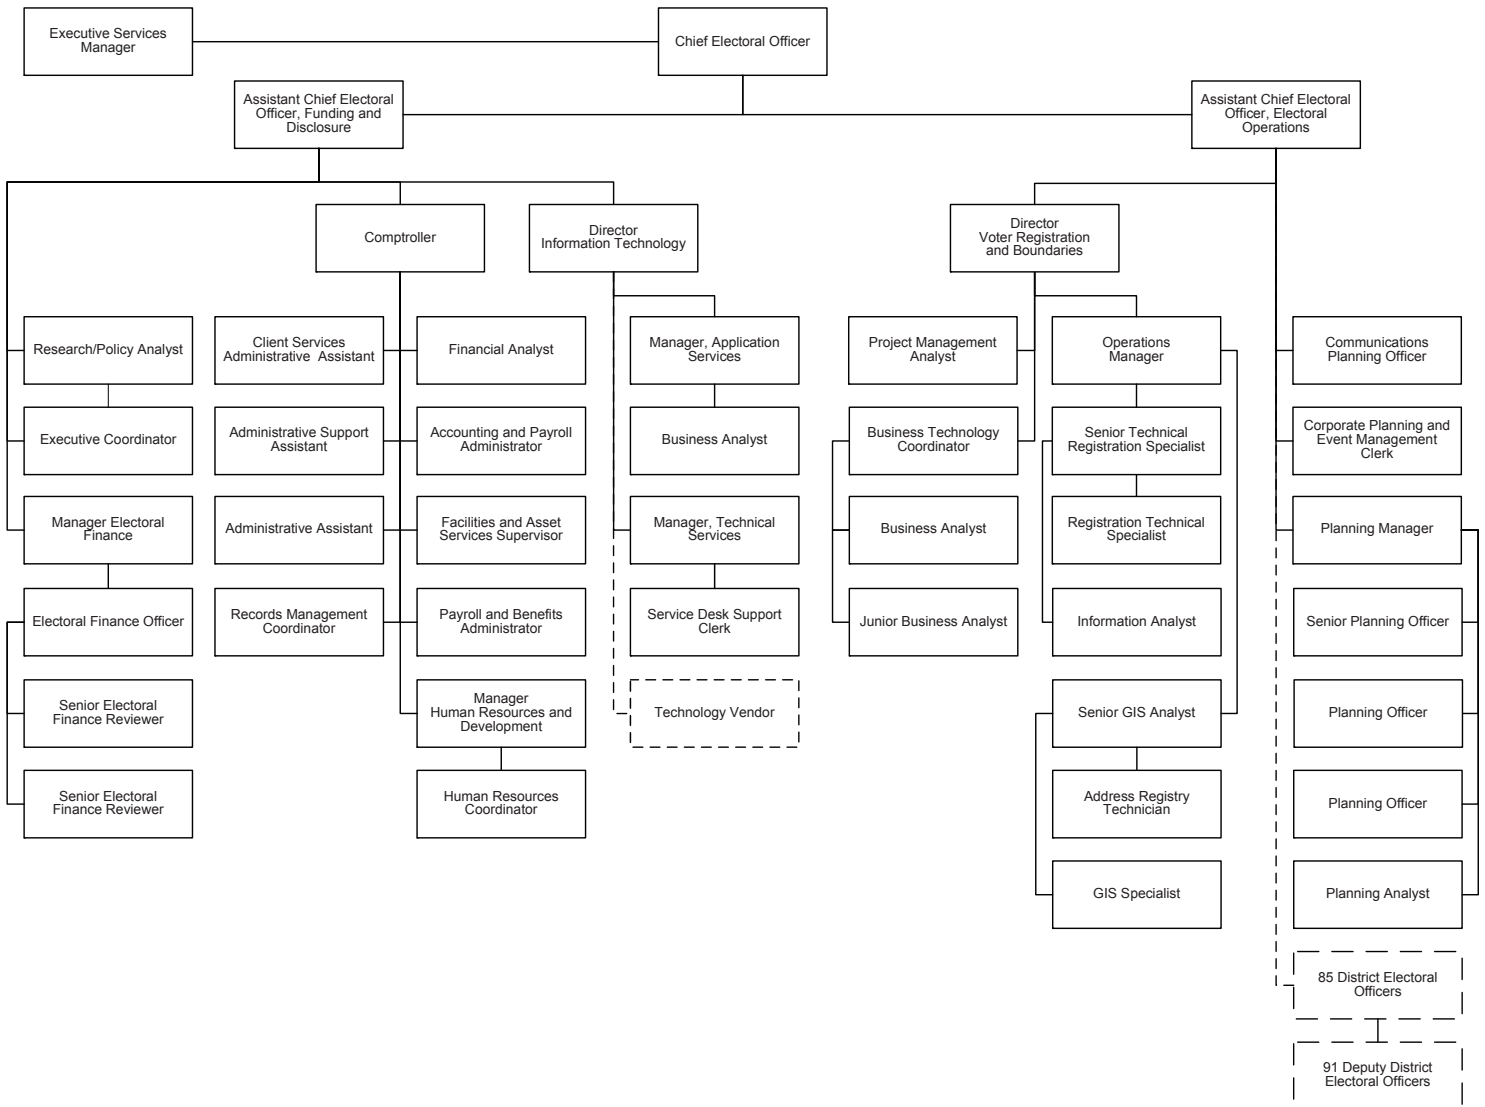 Executive Services
Manager
Chief Electoral Officer
Assistant Chief Electoral
Officer, Funding and
Disclosure
Assistant Chief Electoral
Officer, Electoral
Operations
Comptroller
Director
Information Technology
Director
Voter Registration
and Boundaries
Research/Policy Analyst
Client Services
Administrative Assistant
Financial Analyst
Manager, Application
Services
Project Management
Analyst
Operations
Manager
Communications
Planning Officer
Executive Coordinator
Administrative Support
Assistant
Accounting and Payroll
Administrator
Business Analyst
Business Technology
Coordinator
Senior Technical
Registration Specialist
Corporate Planning and
Event Management
Clerk
Manager Electoral
Finance
Administrative Assistant
Facilities and Asset
Services Supervisor
Manager, Technical
Services
Business Analyst
Registration Technical
Specialist
Planning Manager
Electoral Finance Officer
Records Management
Coordinator
Payroll and Benefits
Administrator
Service Desk Support
Clerk
Junior Business Analyst
Information Analyst
Senior Planning Officer
Senior Electoral
Finance Reviewer
Manager
Human Resources and
Development
Technology Vendor
Senior GIS Analyst
Planning Officer
Senior Electoral
Finance Reviewer
Human Resources
Coordinator
Address Registry
Technician
Planning Officer
GIS Specialist
Planning Analyst
85 District Electoral
Officers
91 Deputy District
Electoral Officers